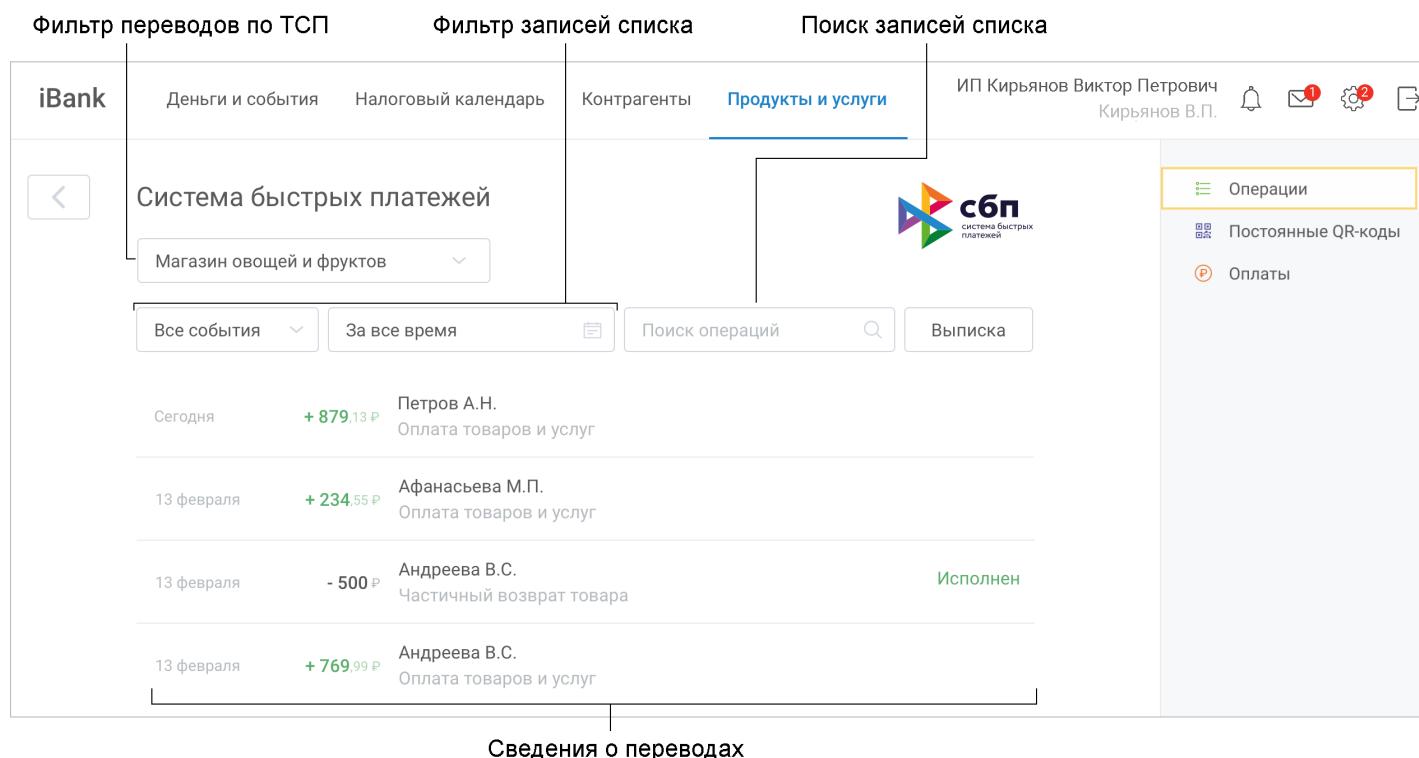 Фильтр переводов по ТСП
Фильтр записей списка
Поиск записей списка
iBank
Деньги и события
Налоговый календарь
Контрагенты
Продукты и услуги
ИП Кирьянов Виктор Петрович
Кирьянов В.П.
1
2
Система быстрых платежей
сбп
система быстрых
платежей
Операции
Постоянные QR-коды
Оплаты
Магазин овощей и фруктов
Все события
За все время
Поиск операций
Выписка
Сегодня
+ 879,13 ₽
Петров А.Н.
Оплата товаров и услуг
13 февраля
+ 234,55 ₽
Афанасьева М.П.
Оплата товаров и услуг
13 февраля
- 500 ₽
Андреева В.С.
Частичный возврат товара
Исполнен
13 февраля
+ 769,99 ₽
Андреева В.С.
Оплата товаров и услуг
Сведения о переводах